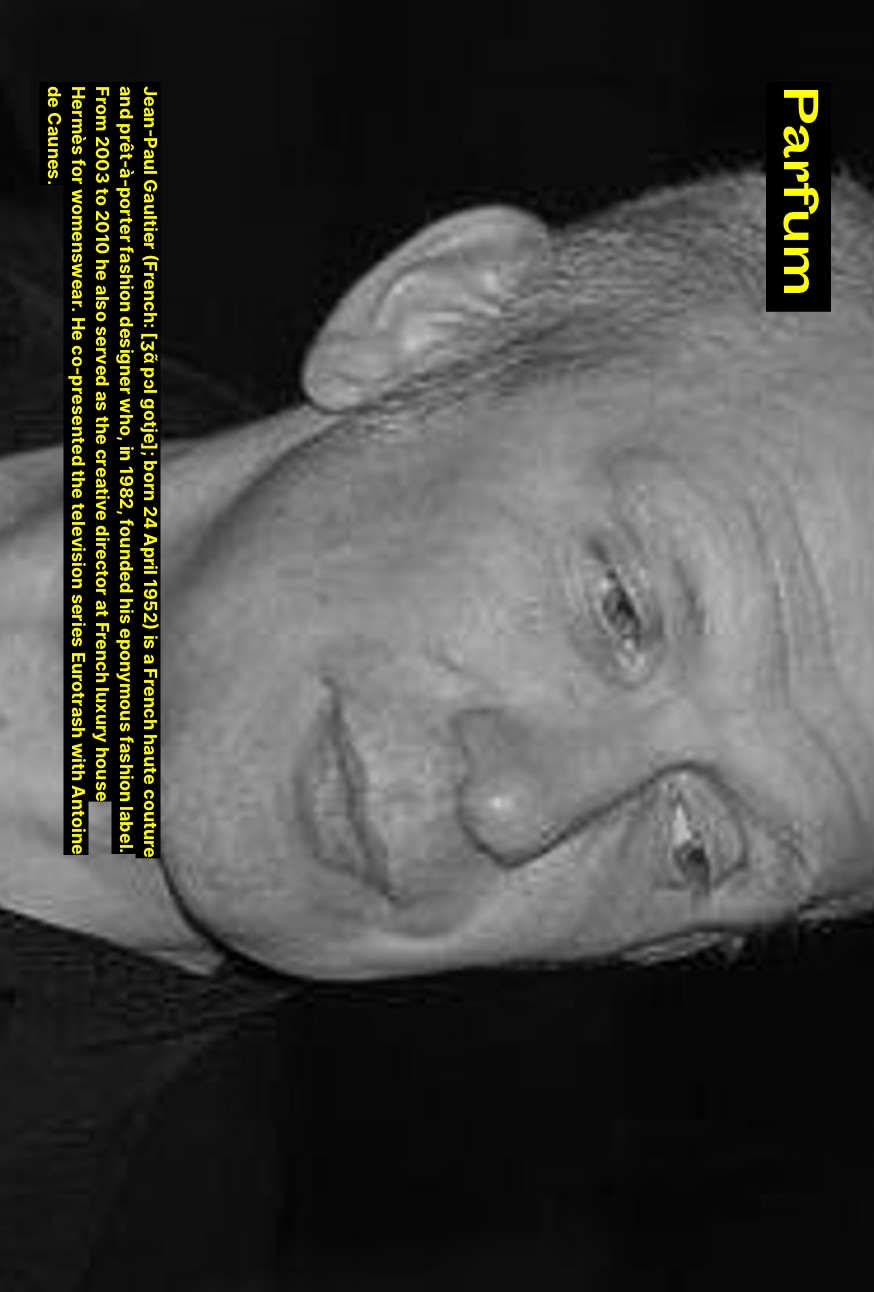 Parfum
Jean-Paul Gaultier (French: [ʒɑ̃ pɔl gotje]; born 24 April 1952) is a French haute couture
and prêt-à-porter fashion designer who, in 1982, founded his eponymous fashion label.
From 2003 to 2010 he also served as the creative director at French luxury house
Hermès for womenswear. He co-presented the television series Eurotrash with Antoine
de Caunes.